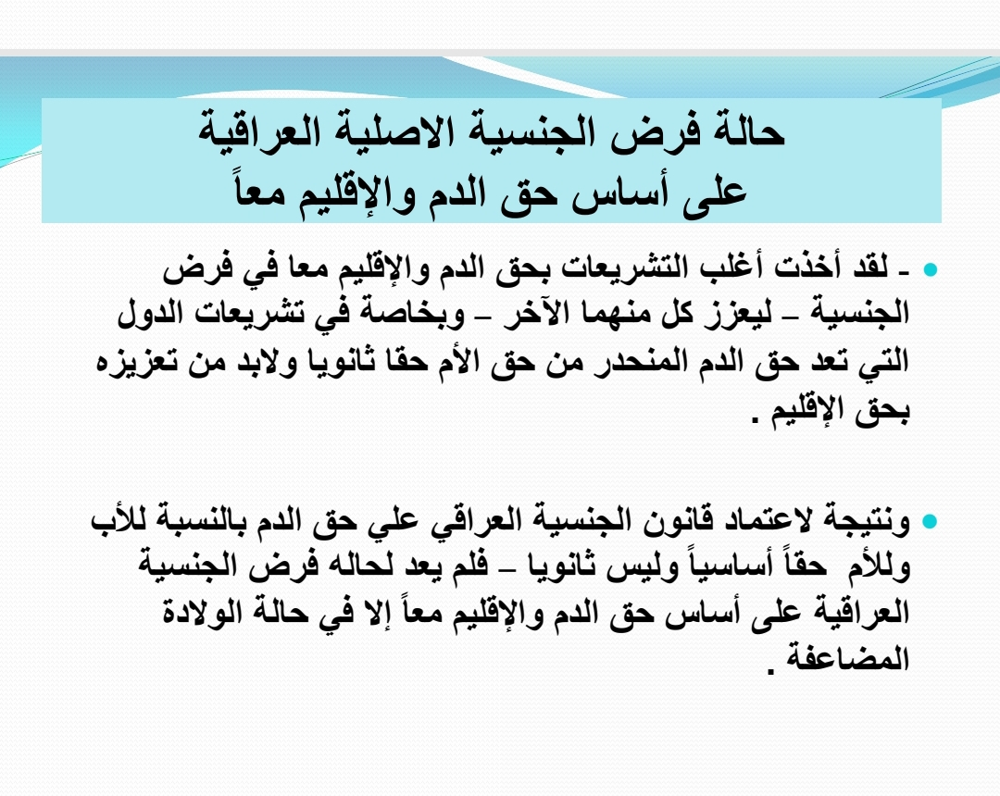 حالة فرض الجنسية الاصلية العراقية
على أساس حق الدم والإقليم معاً
- لقد أخذت أغلب التشريعات بحق الدم والإقليم معا في فرض
الجنسية – ليعزز كل منهما الآخر – وبخاصة في تشريعات الدول
التي تعد حق الدم المنحدر من حق الأم حقا ثانويا ولابد من تعزيزه
بحق الإقليم .
ونتيجة لاعتماد قانون الجنسية العراقي علي حق الدم بالنسبة للأب
وللأم حقاً أساسياً وليس ثانويا – فلم يعد لحاله فرض الجنسية
العراقية على أساس حق الدم والإقليم معاً إلا في حالة الولادة
المضاعفة .